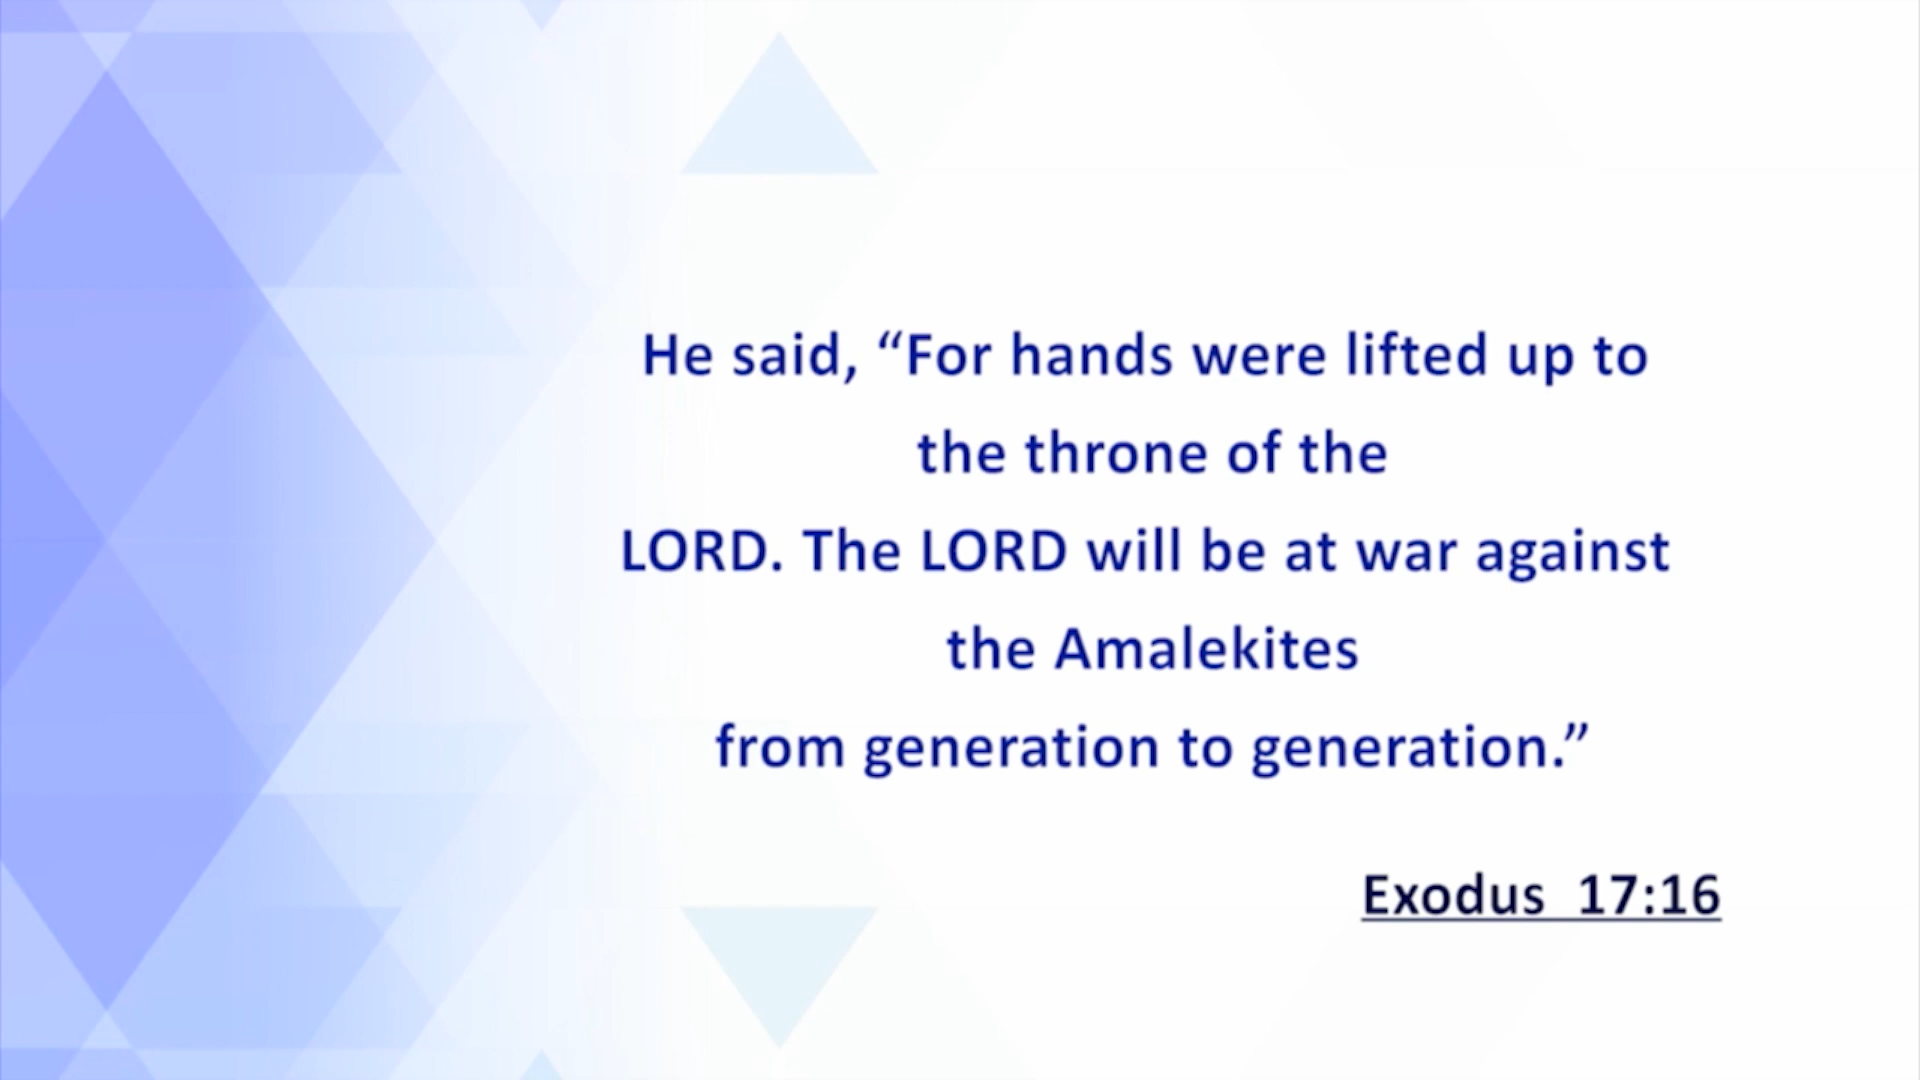 He said, “For hands were lifted up to
the throne of the
LORD. The LORD will be at war against
the Amalekites
from generation to generation.”
Exodus  17:16